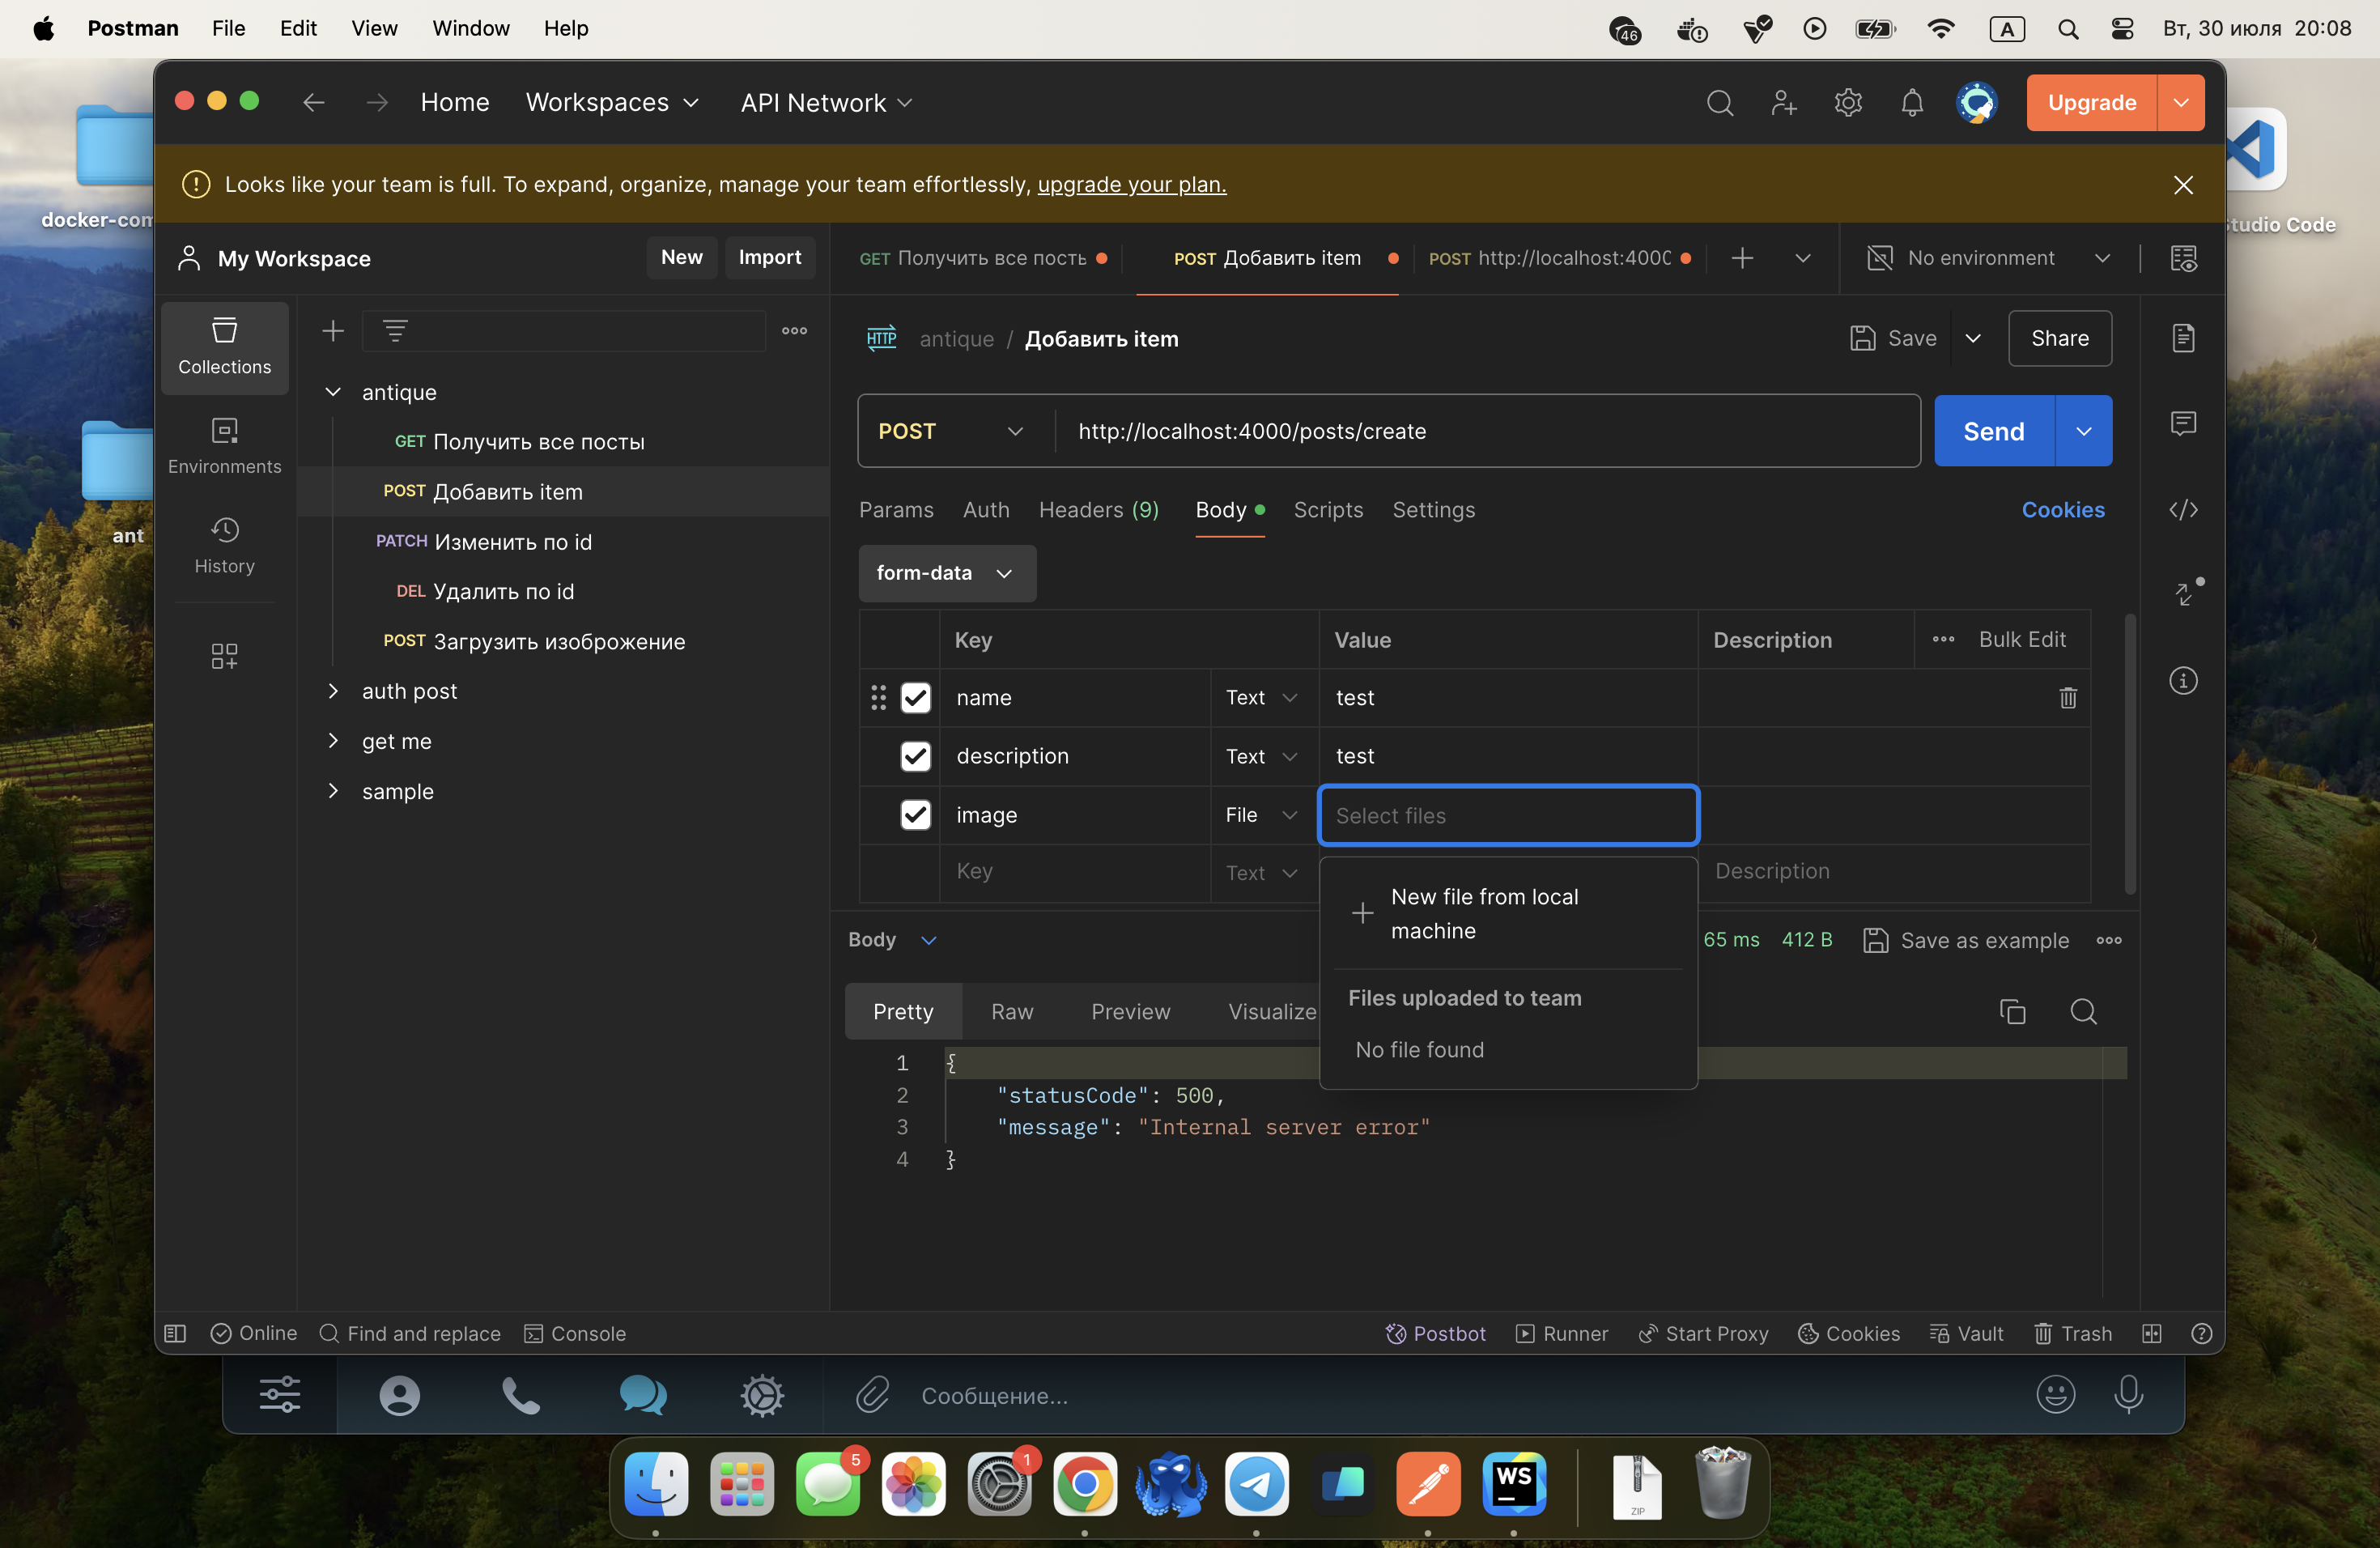 Postman File Edit View Window Help 46 A Вт, 30 июля 20:08
Home Workspaces API Network Upgrade
Looks like your team is full. To expand, organize, manage your team effortlessly, upgrade your plan.
docker-com
tudio Code
ant
My Workspace New Import
GET Получить все посты POST Добавить item POST http://localhost:400 No environment
Collections
Environments
History
antique
GET Получить все посты
POST Добавить item
PATCH Изменить по id
DEL Удалить по id
POST Загрузить изоброжение
auth post
get me
sample
HTTP antique / Добавить item Save Share
POST http://localhost:4000/posts/create Send
Params Auth Headers (9) Body Scripts Settings Cookies
form-data
Key Value Description Bulk Edit
name Text test
description Text test
image File Select files
Key Text Description
New file from local
machine
Files uploaded to team
No file found
Body 65 ms 412 B Save as example
Pretty Raw Preview Visualize
1 {
2 "statusCode": 500,
3 "message": "Internal server error"
4 }
Online Find and replace Console Postbot Runner Start Proxy Cookies Vault Trash
Сообщение...
5 1 WS ZIP